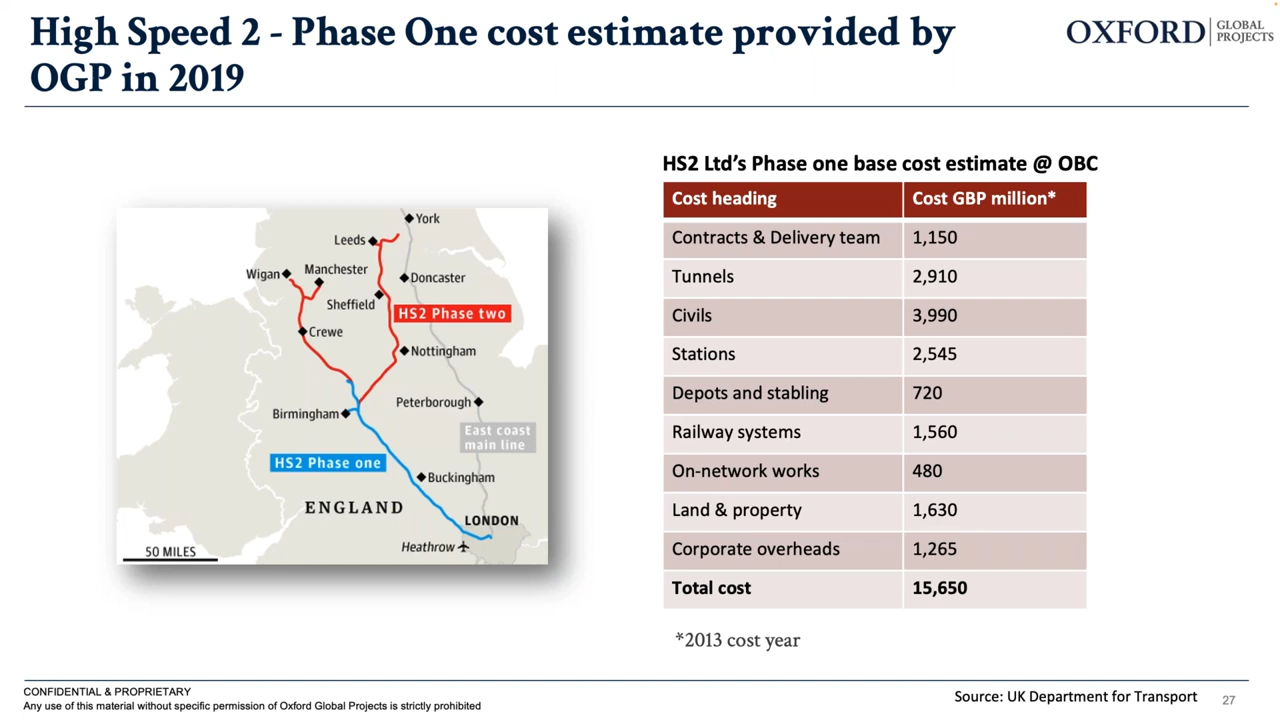 High Speed 2 - Phase One cost estimate provided by
OGP in 2019
OXFORD
GLOBAL
PROJECTS
York
Leeds
Wigan
Manchester
Doncaster
Sheffield
HS2 Phase two
Crewe
Nottingham
Peterborough
Birmingham
East coast
main line
HS2 Phase one
Buckingham
ENGLAND
LONDON
Heathrow
50 MILES
HS2 Ltd’s Phase one base cost estimate @ OBC
Cost heading Cost GBP million*
Contracts & Delivery team 1,150
Tunnels 2,910
Civils 3,990
Stations 2,545
Depots and stabling 720
Railway systems 1,560
On-network works 480
Land & property 1,630
Corporate overheads 1,265
Total cost 15,650
*2013 cost year
CONFIDENTIAL & PROPRIETARY
Any use of this material without specific permission of Oxford Global Projects is strictly prohibited
Source: UK Department for Transport
27